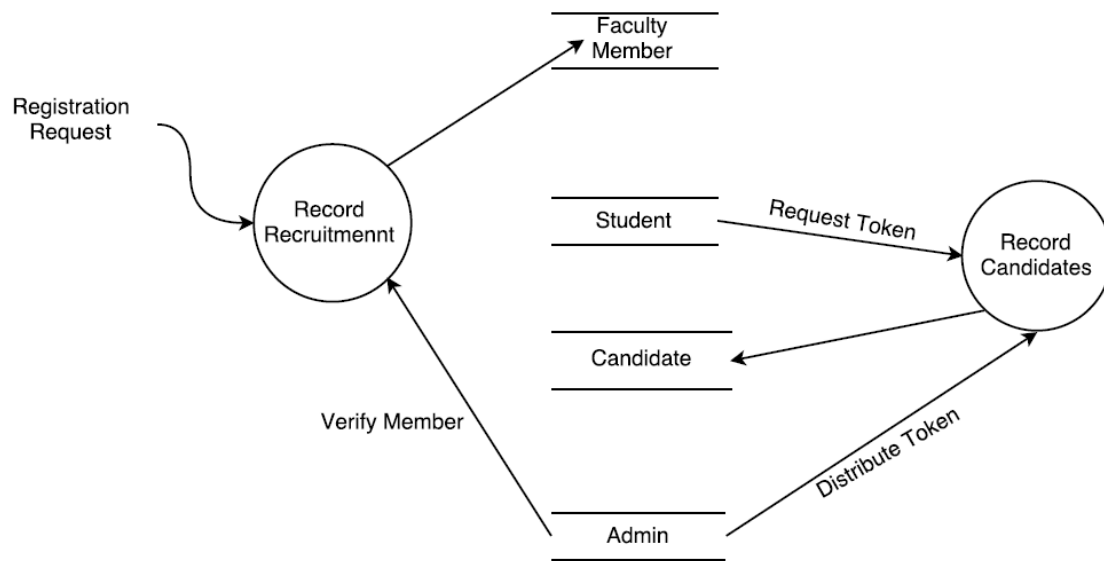 Faculty
Member
Registration
Request
Record
Recruitmennt
Student
Request Token
Record
Candidates
Candidate
Verify Member
Distribute Token
Admin